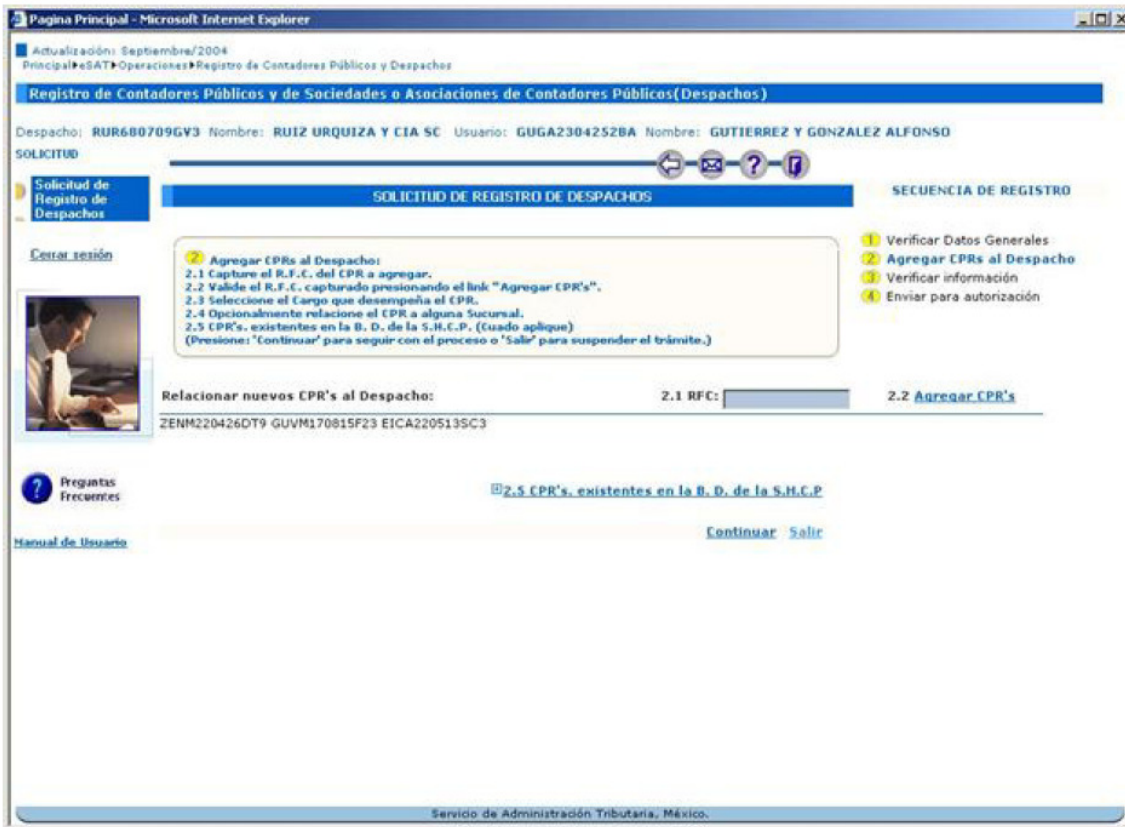 Pagina Principal - Microsoft Internet Explorer
Actualización: Septiembre/2004
Principal▶eSAT▶Operaciones▶Registro de Contadores Públicos y Despachos
Registro de Contadores Públicos y de Sociedades o Asociaciones de Contadores Públicos(Despachos)
Despacho: RUR680709GV3 Nombre: RUIZ URQUIZA Y CIA SC Usuario: GUGA23042528A Nombre: GUTIERREZ Y GONZALEZ ALFONSO
SOLICITUD
Solicitud de
Registro de
Despachos
Cerrar sesión
Preguntas
Frecuentes
Manual de Usuario
SOLICITUD DE REGISTRO DE DESPACHOS
2 Agregar CPRs al Despacho:
2.1 Capture el R.F.C. del CPR a agregar.
2.2 Valide el R.F.C. capturado presionando el link "Agregar CPR's".
2.3 Seleccione el Cargo que desempeña el CPR.
2.4 Opcionalmente relacione el CPR a alguna Sucursal.
2.5 CPR's. existentes en la B. D. de la S.H.C.P. (Cuado aplique)
(Presione: 'Continuar' para seguir con el proceso o 'Salir' para suspender el trámite.)
SECUENCIA DE REGISTRO
1 Verificar Datos Generales
2 Agregar CPRs al Despacho
3 Verificar información
4 Enviar para autorización
Relacionar nuevos CPR's al Despacho: 2.1 RFC: 2.2 Agregar CPR's
ZENM220426DT9 GUVM170815F23 EICA220513SC3
2.5 CPR's. existentes en la B. D. de la S.H.C.P
Continuar Salir
Servicio de Administración Tributaria, México.